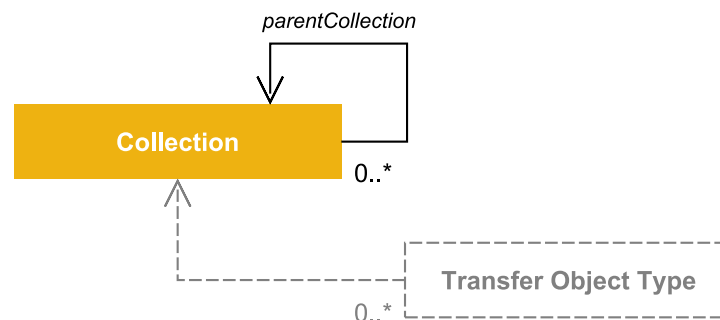 parentCollection
Collection
0..*
Transfer Object Type
0..*